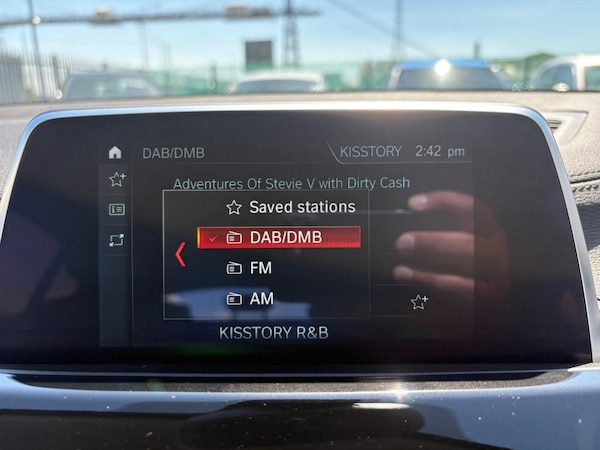 DAB/DMB
KISSTORY 2:42 pm
Adventures Of Stevie V with Dirty Cash
Saved stations
DAB/DMB
FM
AM
KISSTORY R&B